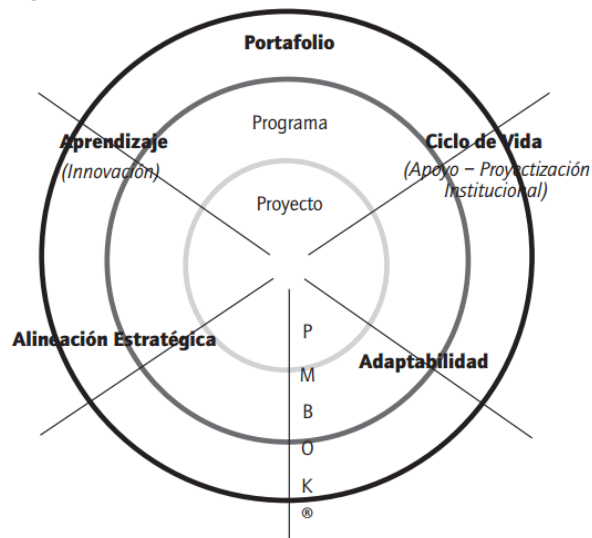 Portafolio
Programa
Aprendizaje
(Innovación)
Ciclo de Vida
(Apoyo – Proyectización
Institucional)
Proyecto
Alineación Estratégica
Adaptabilidad
P
M
B
O
K
®